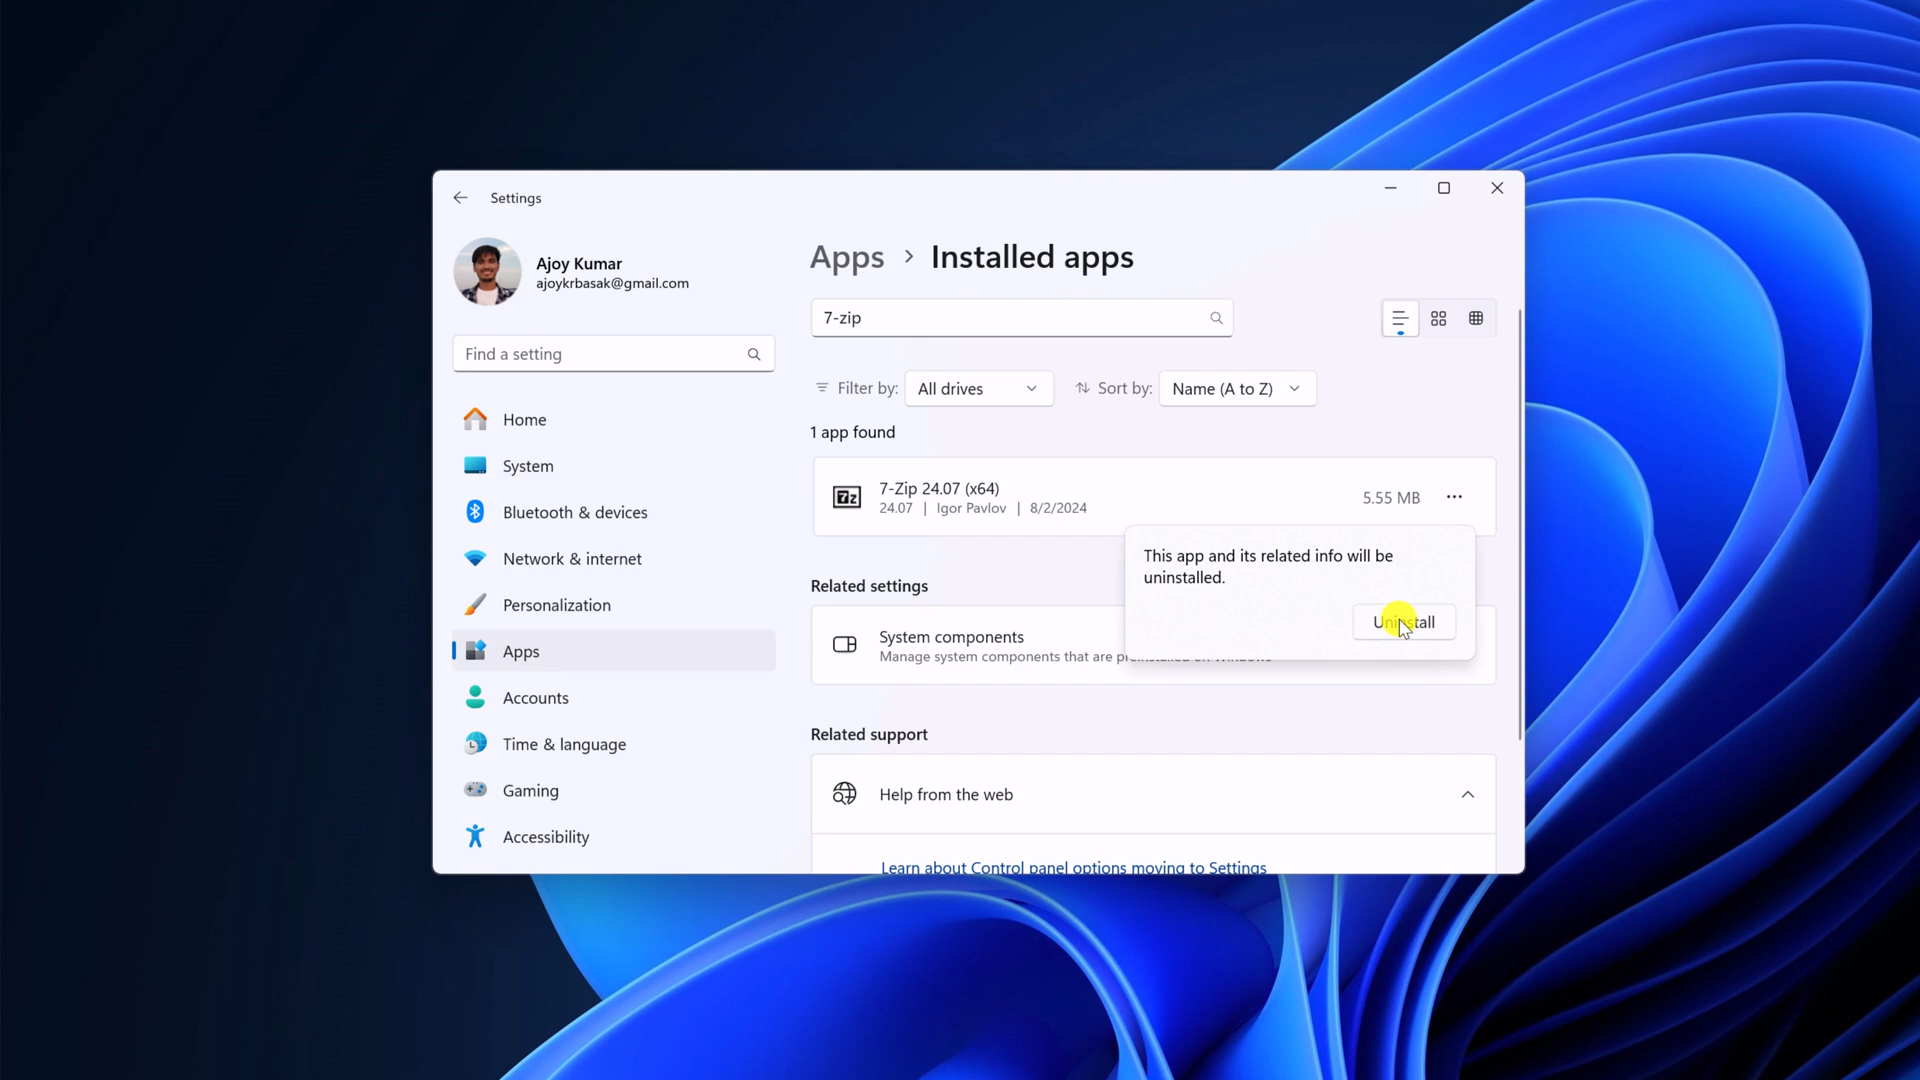 Settings
Ajoy Kumar
ajoykrbasak@gmail.com
Find a setting
Home
System
Bluetooth & devices
Network & internet
Personalization
Apps
Accounts
Time & language
Gaming
Accessibility
Apps > Installed apps
7-zip
Filter by: All drives Sort by: Name (A to Z)
1 app found
7z
7-Zip 24.07 (x64)
24.07 | Igor Pavlov | 8/2/2024
5.55 MB
This app and its related info will be
uninstalled.
Uninstall
Related settings
System components
Manage system components that are preinstalled on Windows
Related support
Help from the web
Learn about Control panel options moving to Settings